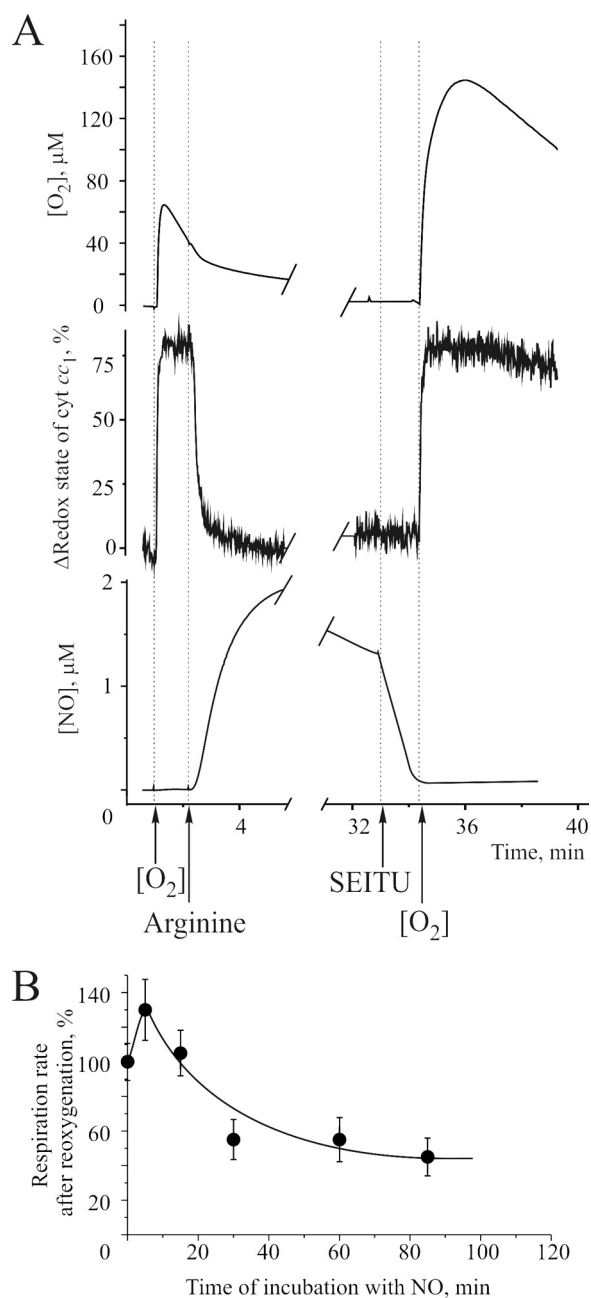 A
160
120
80
40
0
[O2], µM
75
50
25
0
ΔRedox state of cyt cc1, %
2
1
0
[NO], µM
4 32 36 40
Time, min
[O2] SEITU
Arginine [O2]
B
140
100
60
20
0
Respiration rate
after reoxygenation, %
20 40 60 80 100 120
Time of incubation with NO, min